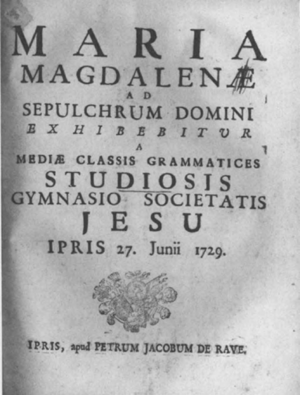 MARIA
MAGDALENÆ
AD
SEPULCHRUM DOMINI
EXHIBEBITVR
A
MEDIÆ CLASSIS GRAMMATICES
STUDIOSIS
GYMNASIO SOCIETATIS
JESU
IPRIS 27. Junii 1729.
IPRIS, apud PETRUM JACOBUM DE RAVE.